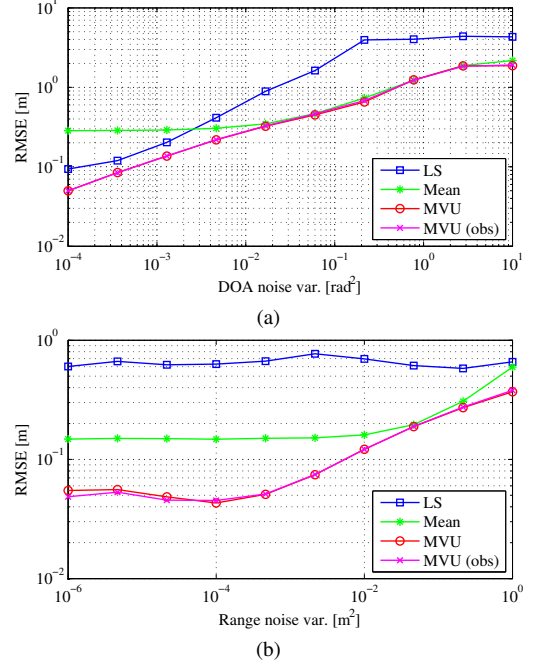 10^1
10^0
10^-1
10^-2
RMSE [m]
LS
Mean
MVU
MVU (obs)
10^-4 10^-3 10^-2 10^-1 10^0 10^1
DOA noise var. [rad^2]
(a)
10^0
10^-1
10^-2
RMSE [m]
LS
Mean
MVU
MVU (obs)
10^-6 10^-4 10^-2 10^0
Range noise var. [m^2]
(b)